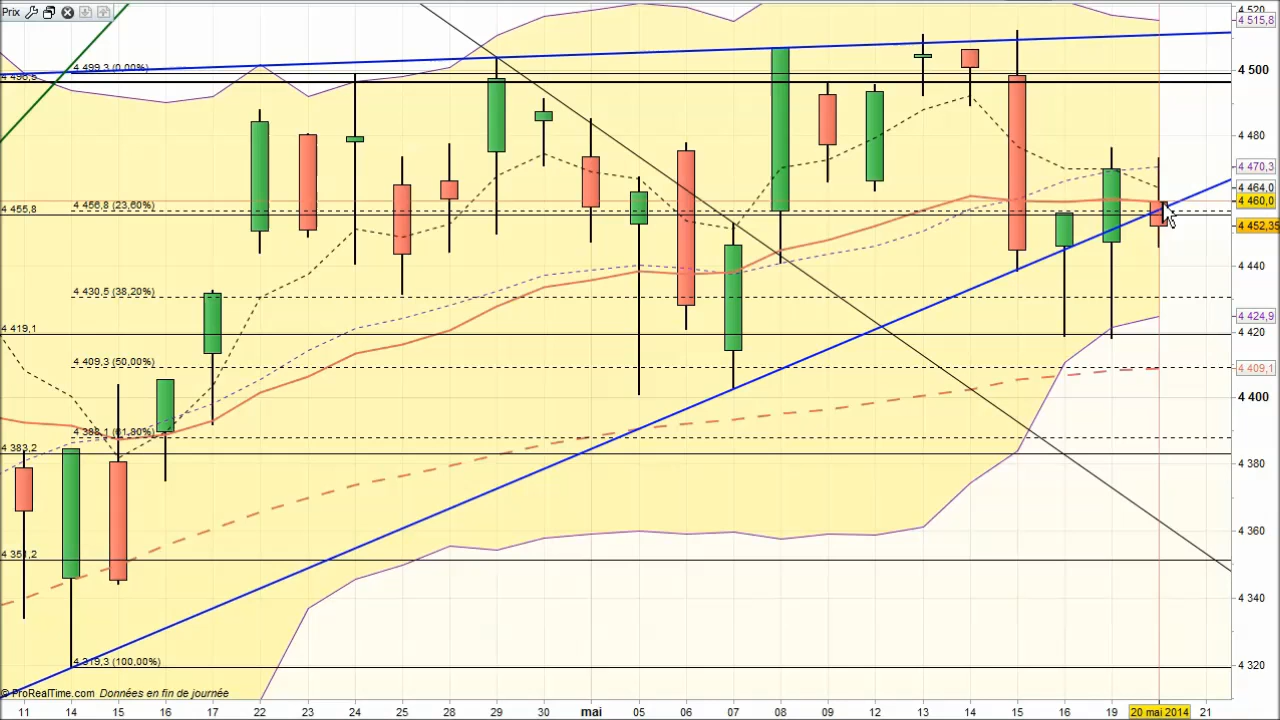 Prix
4 499,3 (0,00%)
4 496,5
4 456,8 (23,60%)
4 455,8
4 430,5 (38,20%)
4 419,1
4 409,3 (50,00%)
4 388,1 (61,80%)
4 383,2
4 351,2
4 319,3 (100,00%)
© ProRealTime.com Données en fin de journée
4 520
4 515,8
4 500
4 480
4 470,3
4 464,0
4 460,0
4 452,35
4 440
4 424,9
4 420
4 409,1
4 400
4 380
4 360
4 340
4 320
11 14 15 16 17 22 23 24 25 28 29 30 mai 05 06 07 08 09 12 13 14 15 16 19 20 mai 2014 21